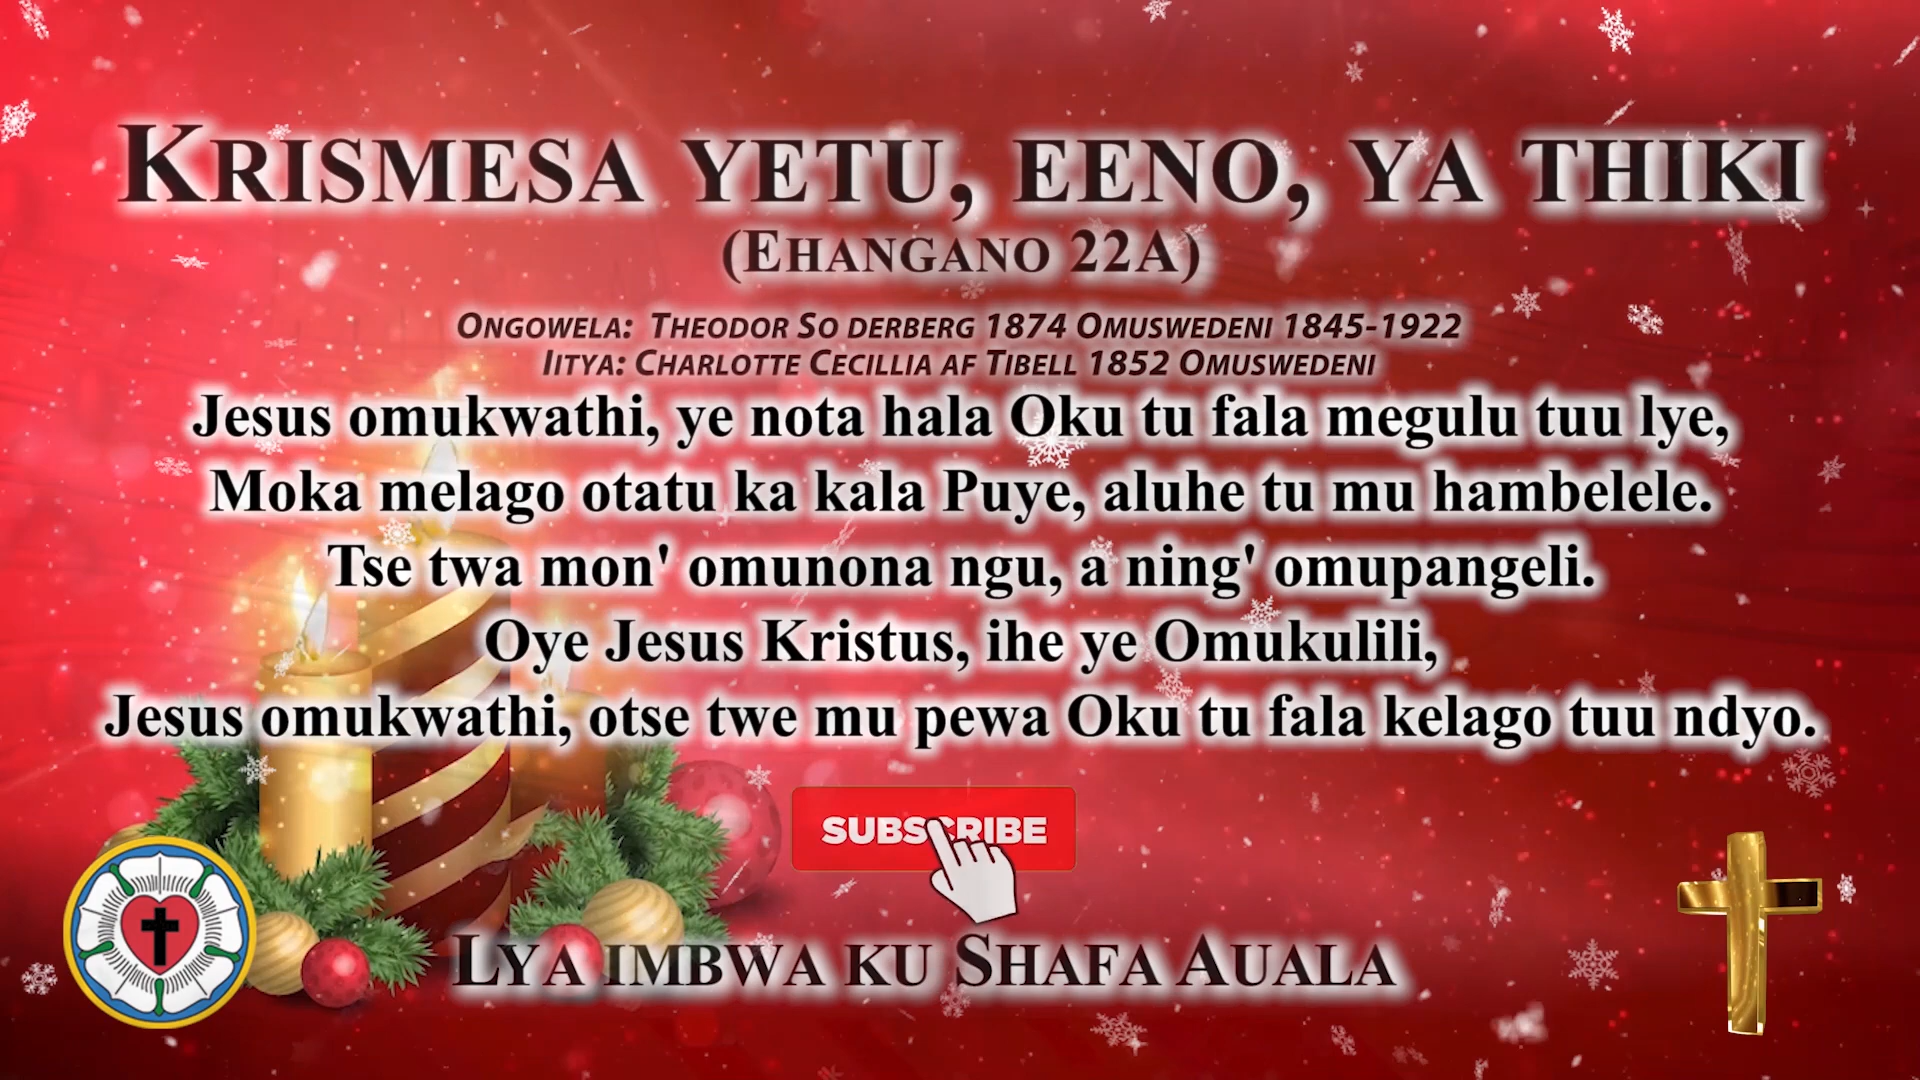 Krismesa yetu, eeno, ya thiki
(Ehangano 22A)
Ongowela: Theodor So derberg 1874 Omuswedeni 1845-1922
Iitya: Charlotte Cecillia af Tibell 1852 Omuswedeni
Jesus omukwathi, ye nota hala Oku tu fala megulu tuu lye,
Moka melago otatu ka kala Puye, aluhe tu mu hambelele.
Tse twa mon' omunona ngu, a ning' omupangeli.
Oye Jesus Kristus, ihe ye Omukulili,
Jesus omukwathi, otse twe mu pewa Oku tu fala kelago tuu ndyo.
SUBSCRIBE
Lya imbwa ku Shafa Auala